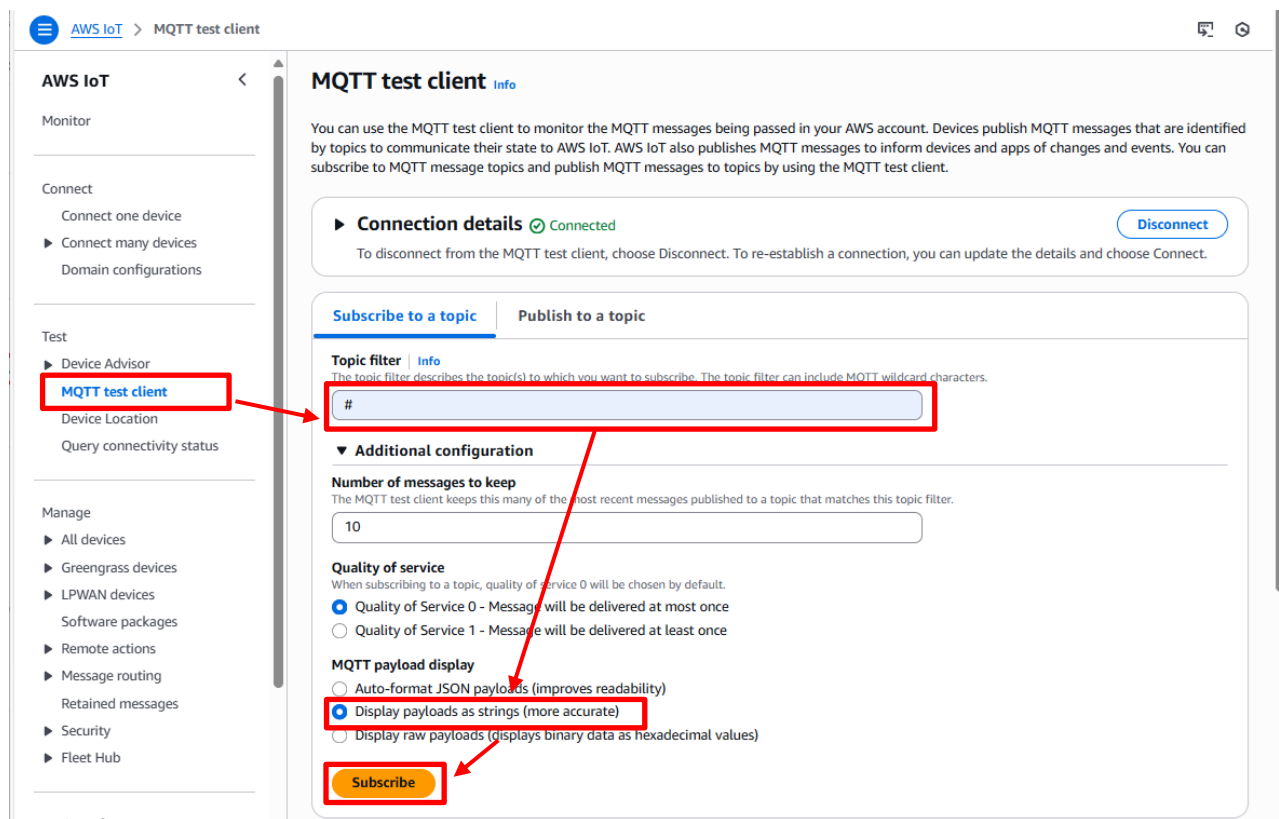 AWS IoT > MQTT test client
AWS IoT
Monitor
Connect
Connect one device
Connect many devices
Domain configurations
Test
Device Advisor
MQTT test client
Device Location
Query connectivity status
Manage
All devices
Greengrass devices
LPWAN devices
Software packages
Remote actions
Message routing
Retained messages
Security
Fleet Hub
MQTT test client Info
You can use the MQTT test client to monitor the MQTT messages being passed in your AWS account. Devices publish MQTT messages that are identified
by topics to communicate their state to AWS IoT. AWS IoT also publishes MQTT messages to inform devices and apps of changes and events. You can
subscribe to MQTT message topics and publish MQTT messages to topics by using the MQTT test client.
Connection details Connected
Disconnect
To disconnect from the MQTT test client, choose Disconnect. To re-establish a connection, you can update the details and choose Connect.
Subscribe to a topic Publish to a topic
Topic filter | Info
The topic filter describes the topic(s) to which you want to subscribe. The topic filter can include MQTT wildcard characters.
#
Additional configuration
Number of messages to keep
The MQTT test client keeps this many of the most recent messages published to a topic that matches this topic filter.
10
Quality of service
When subscribing to a topic, quality of service 0 will be chosen by default.
Quality of Service 0 - Message will be delivered at most once
Quality of Service 1 - Message will be delivered at least once
MQTT payload display
Auto-format JSON payloads (improves readability)
Display payloads as strings (more accurate)
Display raw payloads (displays binary data as hexadecimal values)
Subscribe